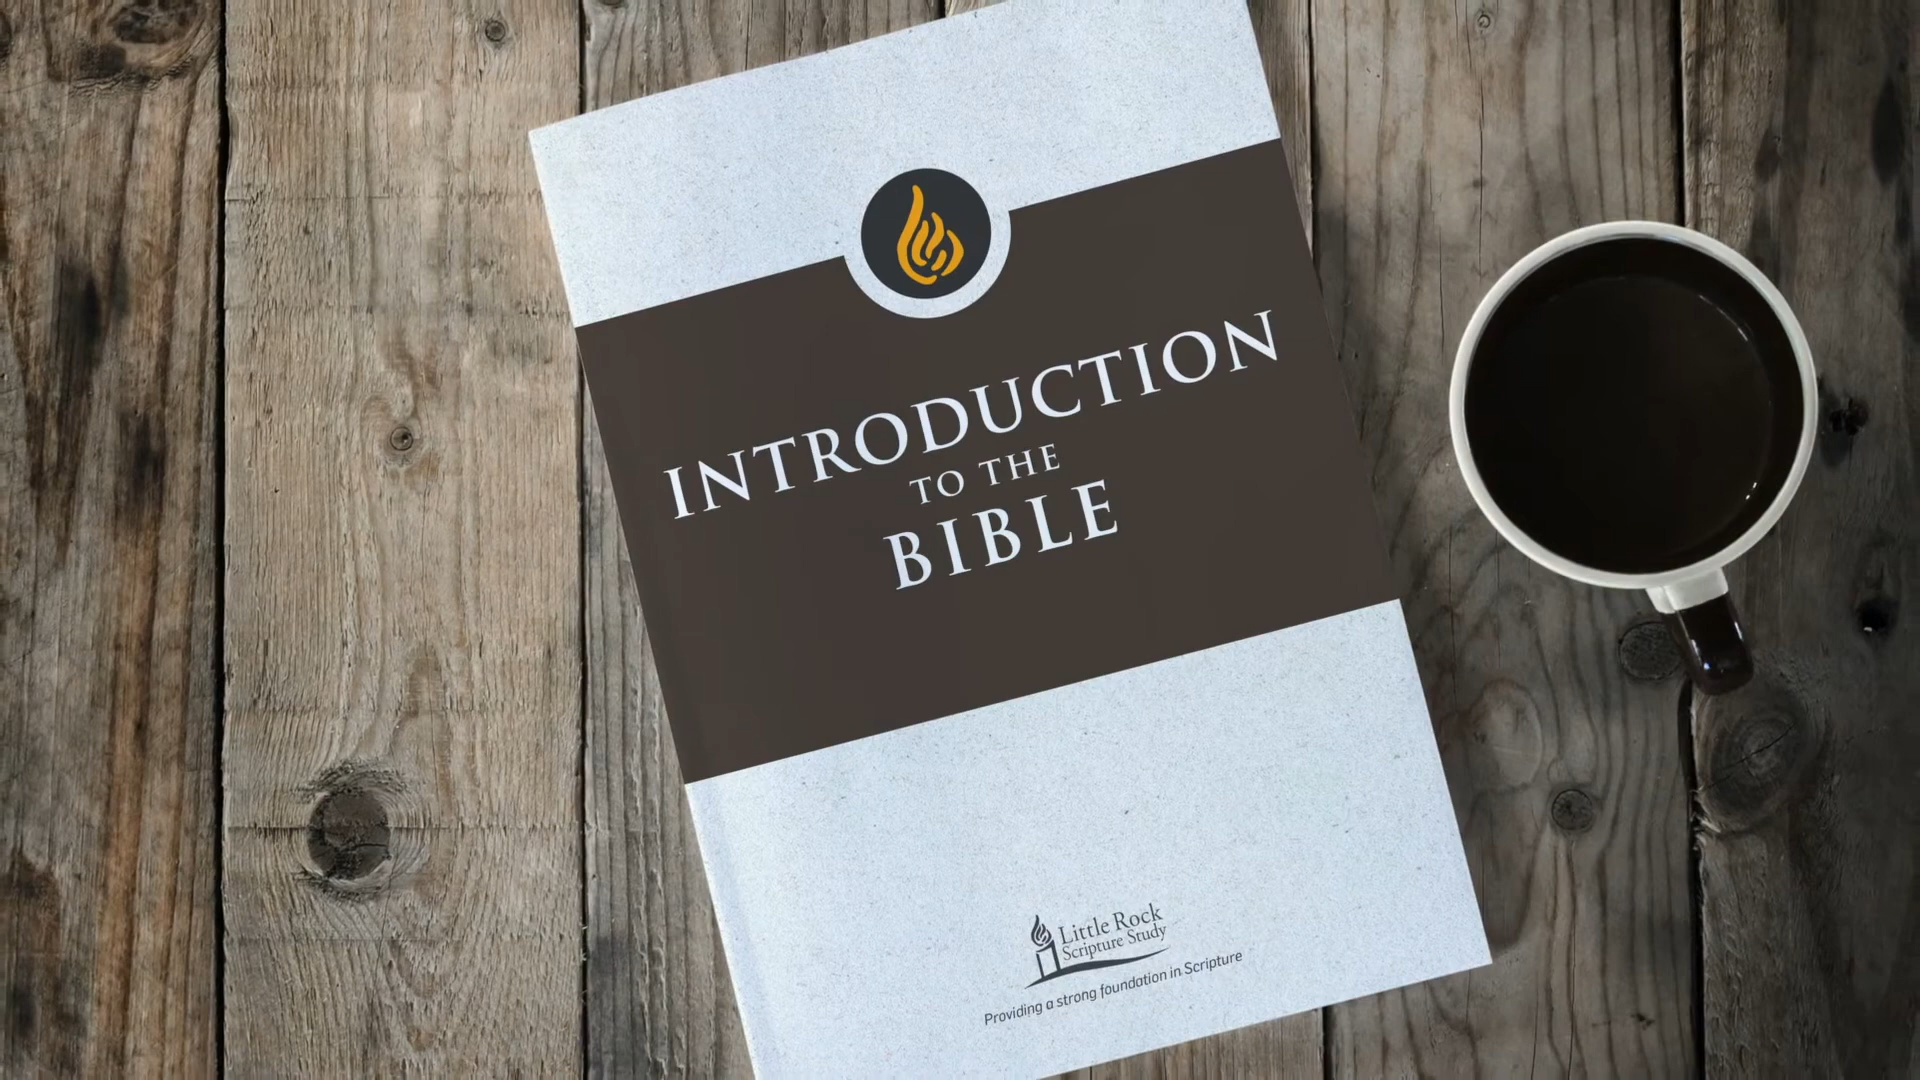 INTRODUCTION
TO THE
BIBLE
Little Rock
Scripture Study
Providing a strong foundation in Scripture